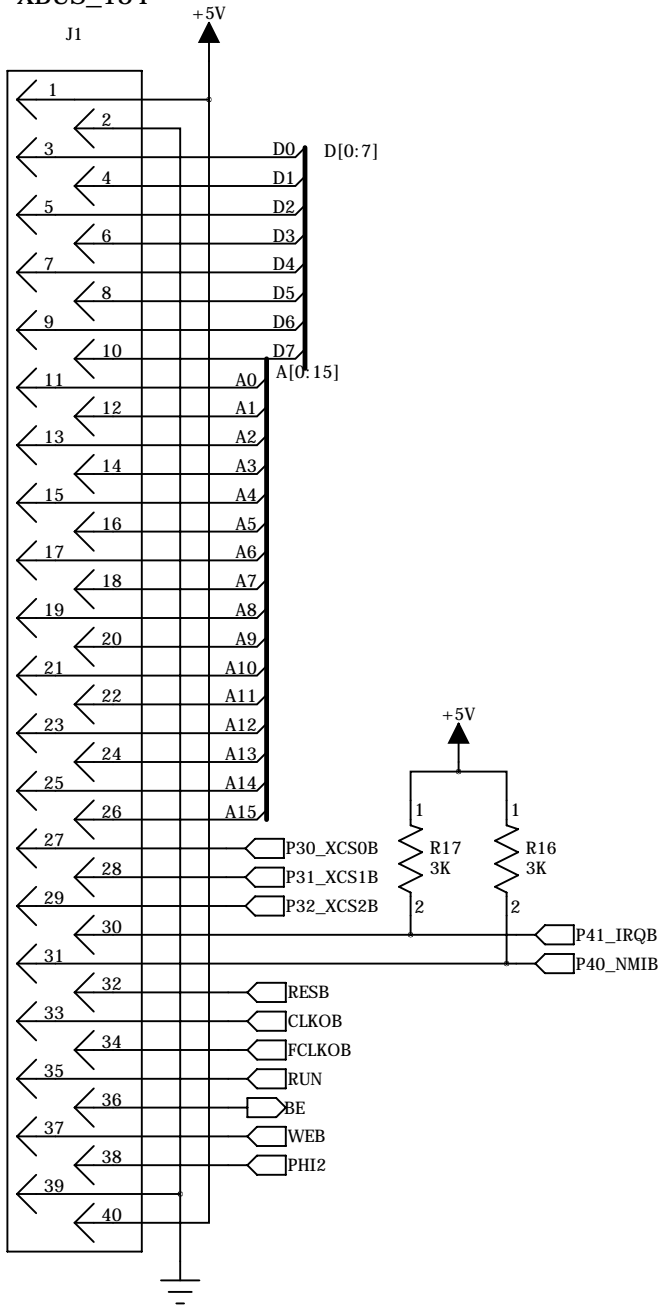 J1
+5V
1
2
3 D0 D[0:7]
4 D1
5 D2
6 D3
7 D4
8 D5
9 D6
10 D7
A[0:15]
11 A0
12 A1
13 A2
14 A3
15 A4
16 A5
17 A6
18 A7
19 A8
20 A9
21 A10
22 A11
23 A12
+5V
24 A13
25 A14
1 1
26 A15
27 P30_XCS0B
R17 R16
3K 3K
28 P31_XCS1B
29 P32_XCS2B
2 2
30 P41_IRQB
31 P40_NMIB
32 RESB
33 CLKOB
34 FCLKOB
35 RUN
36 BE
37 WEB
38 PHI2
39
40